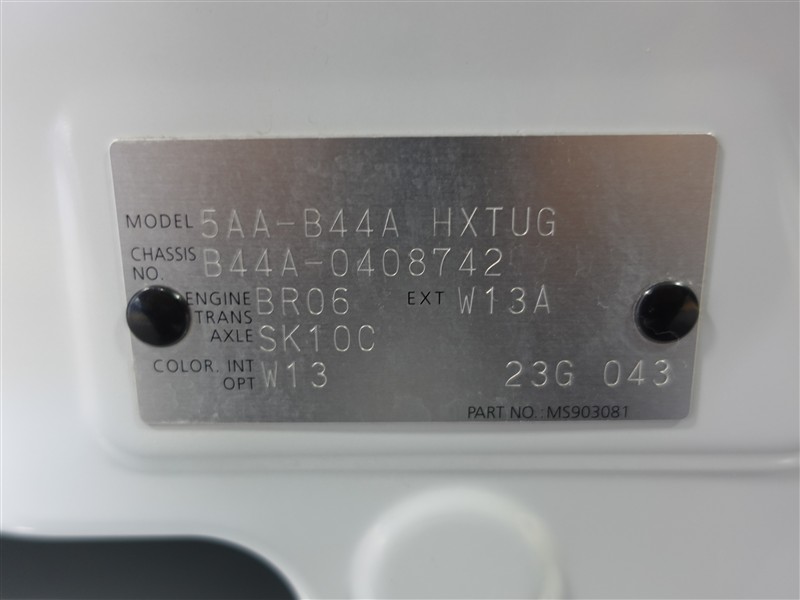 MODEL 5AA-B44A HXTUG
CHASSIS NO. B44A-0408742
ENGINE BR06 EXT W13A
TRANS AXLE SK10C
COLOR. INT OPT W13 23G 043
PART NO.: MS903081